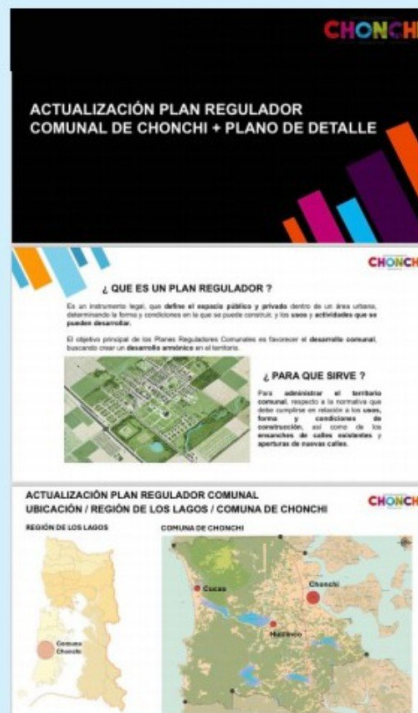 CHONCHI
ACTUALIZACIÓN PLAN REGULADOR
COMUNAL DE CHONCHI + PLANO DE DETALLE
CHONCHI
¿ QUE ES UN PLAN REGULADOR ?
Es un instrumento legal, que define el espacio público y privado dentro de un área urbana,
determinando la forma y condiciones en la que se puede construir, y los usos y actividades que se
pueden desarrollar.
El objetivo principal de los Planes Reguladores Comunales es favorecer el desarrollo comunal,
buscando crear un desarrollo armónico en el territorio.
¿ PARA QUE SIRVE ?
Para administrar el territorio
comunal, respecto a la normativa que
debe cumplirse en relación a los usos,
forma y condiciones de
construcción, así como de los
ensanches de calles existentes y
aperturas de nuevas calles.
ACTUALIZACIÓN PLAN REGULADOR COMUNAL
UBICACIÓN / REGIÓN DE LOS LAGOS / COMUNA DE CHONCHI
CHONCHI
REGIÓN DE LOS LAGOS
COMUNA DE CHONCHI
Comuna
Chonchi
Cucao
Chonchi
Huillinco